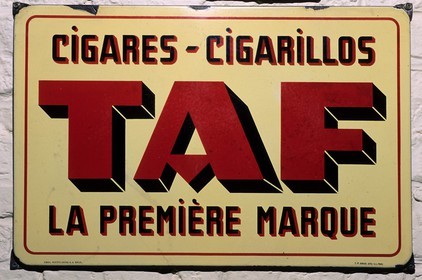 CIGARES - CIGARILLOS
TAF
LA PREMIÈRE MARQUE